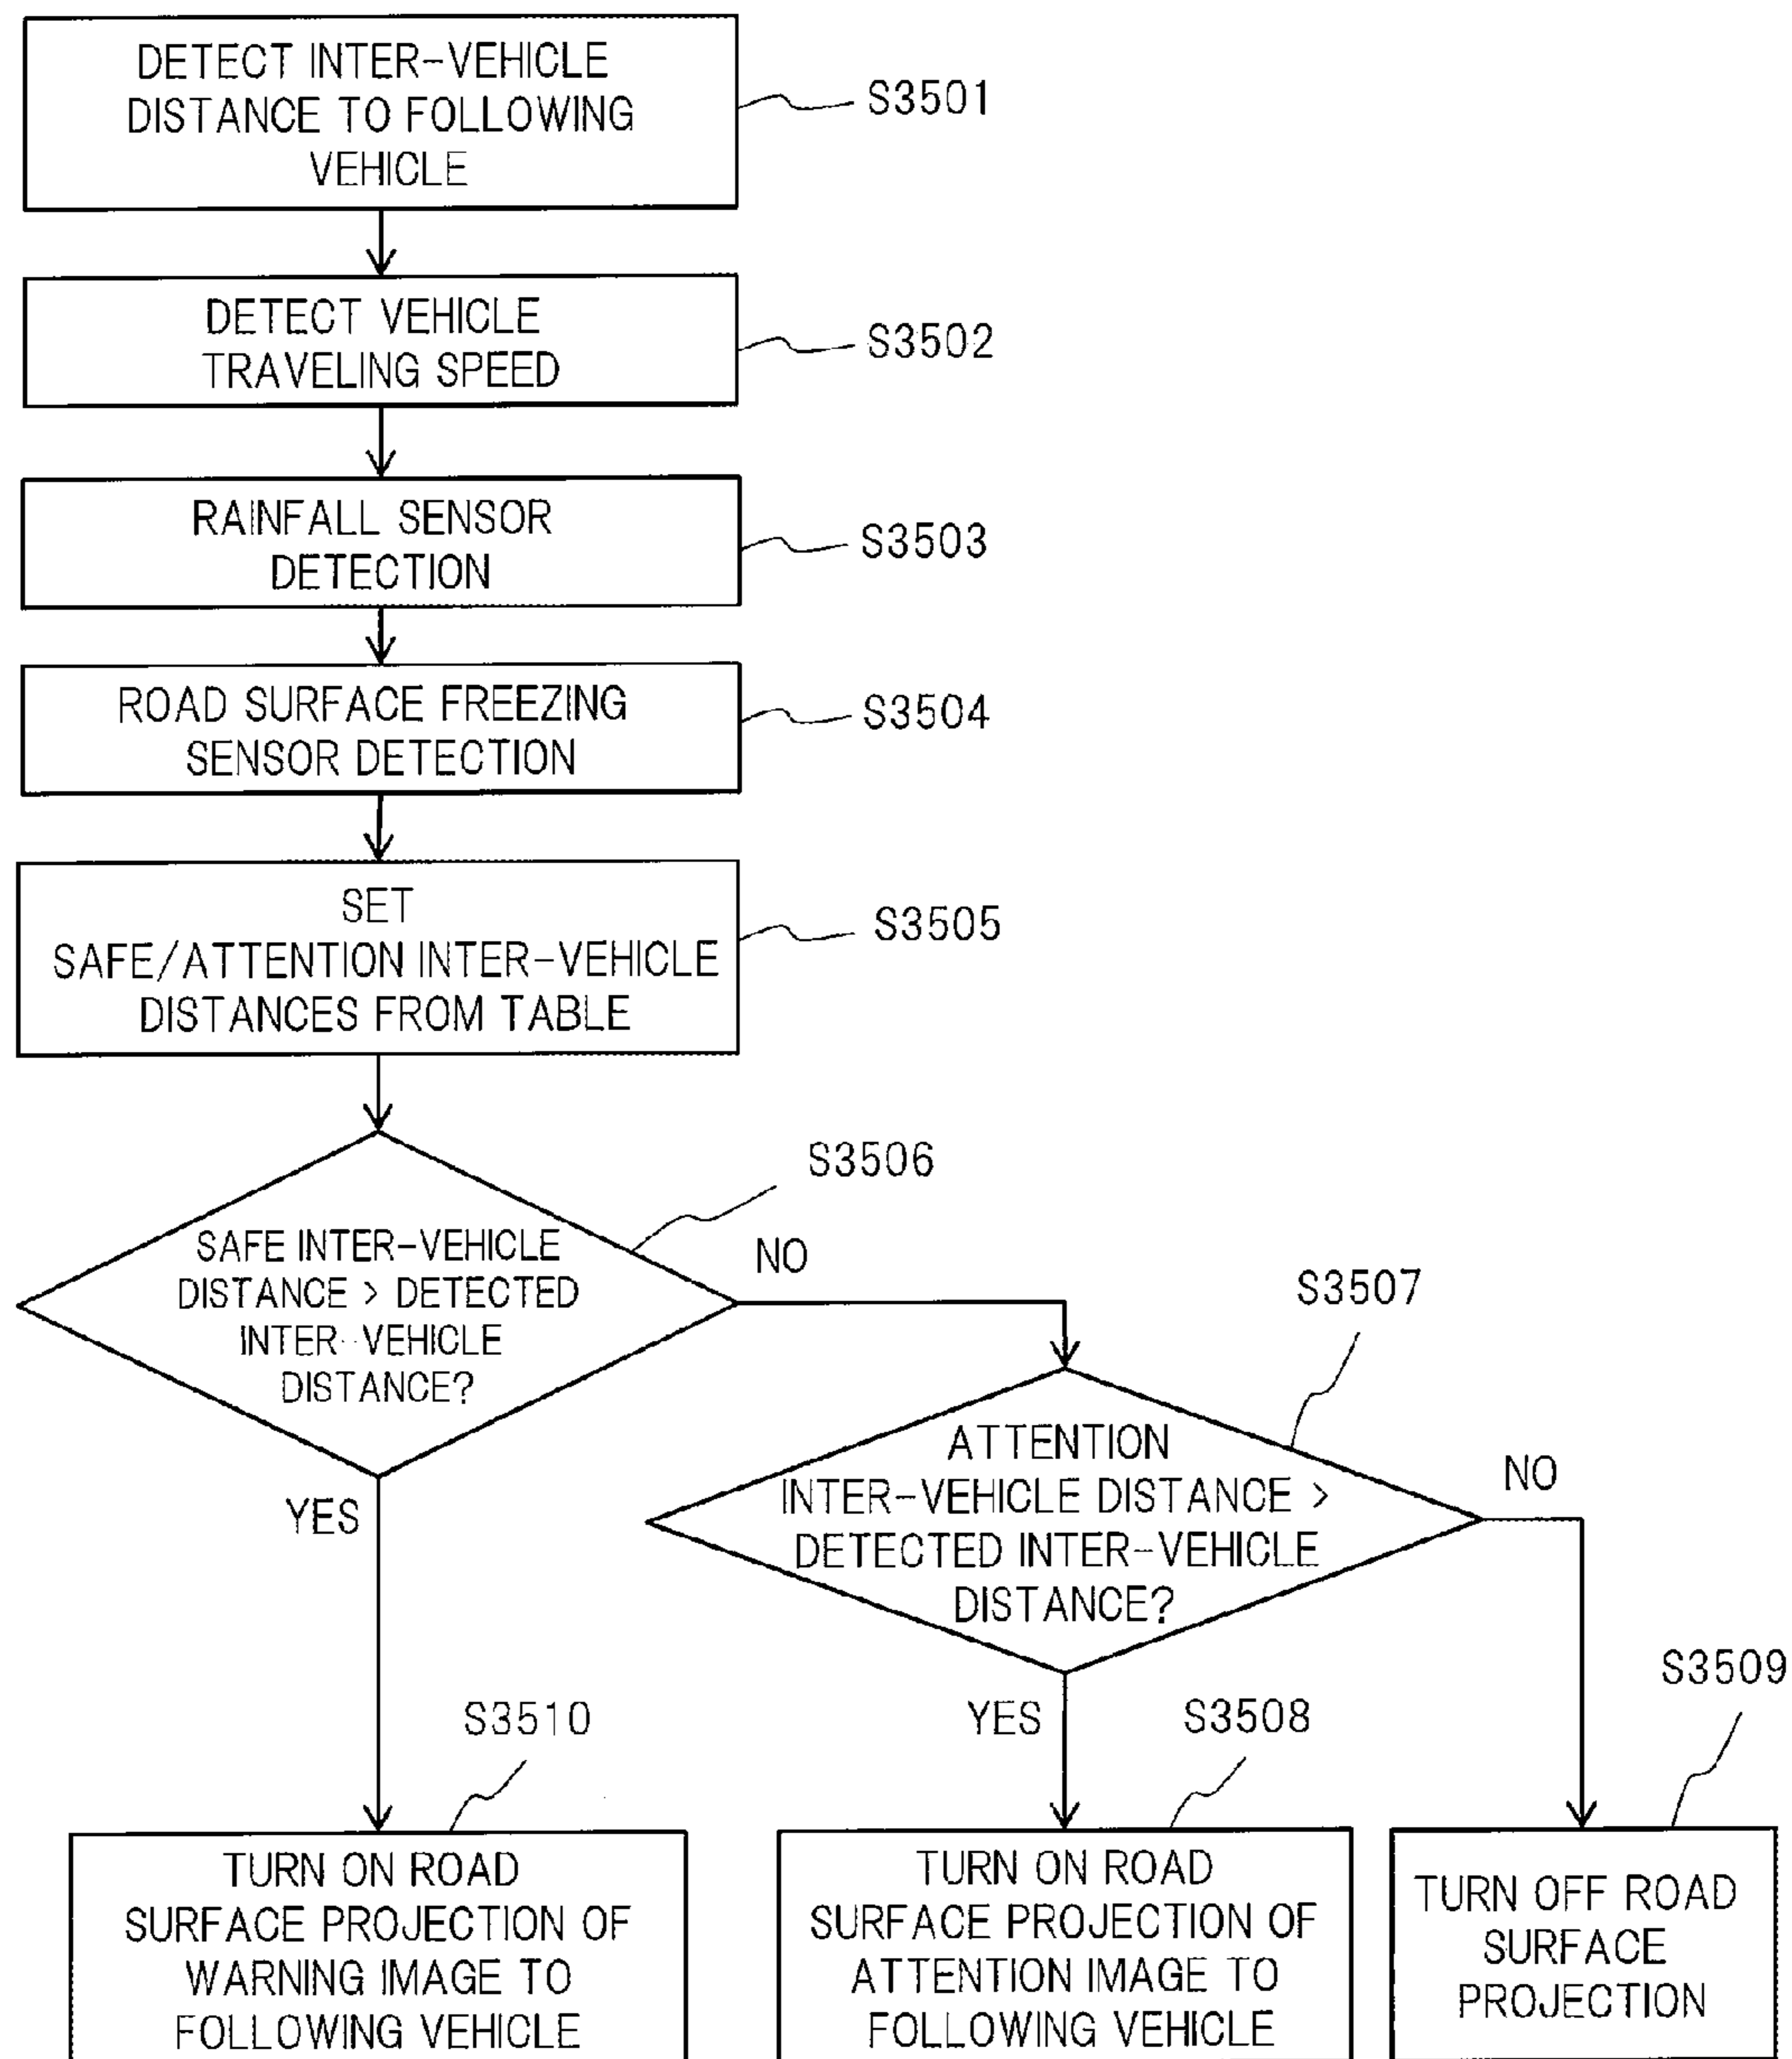 DETECT INTER-VEHICLE
DISTANCE TO FOLLOWING
VEHICLE
S3501
DETECT VEHICLE
TRAVELING SPEED
S3502
RAINFALL SENSOR
DETECTION
S3503
ROAD SURFACE FREEZING
SENSOR DETECTION
S3504
SET
SAFE/ATTENTION INTER-VEHICLE
DISTANCES FROM TABLE
S3505
SAFE INTER-VEHICLE
DISTANCE > DETECTED
INTER-VEHICLE
DISTANCE?
S3506
NO
YES
ATTENTION
INTER-VEHICLE DISTANCE >
DETECTED INTER-VEHICLE
DISTANCE?
S3507
NO
YES
S3510
TURN ON ROAD
SURFACE PROJECTION OF
WARNING IMAGE TO
FOLLOWING VEHICLE
S3508
TURN ON ROAD
SURFACE PROJECTION OF
ATTENTION IMAGE TO
FOLLOWING VEHICLE
S3509
TURN OFF ROAD
SURFACE
PROJECTION